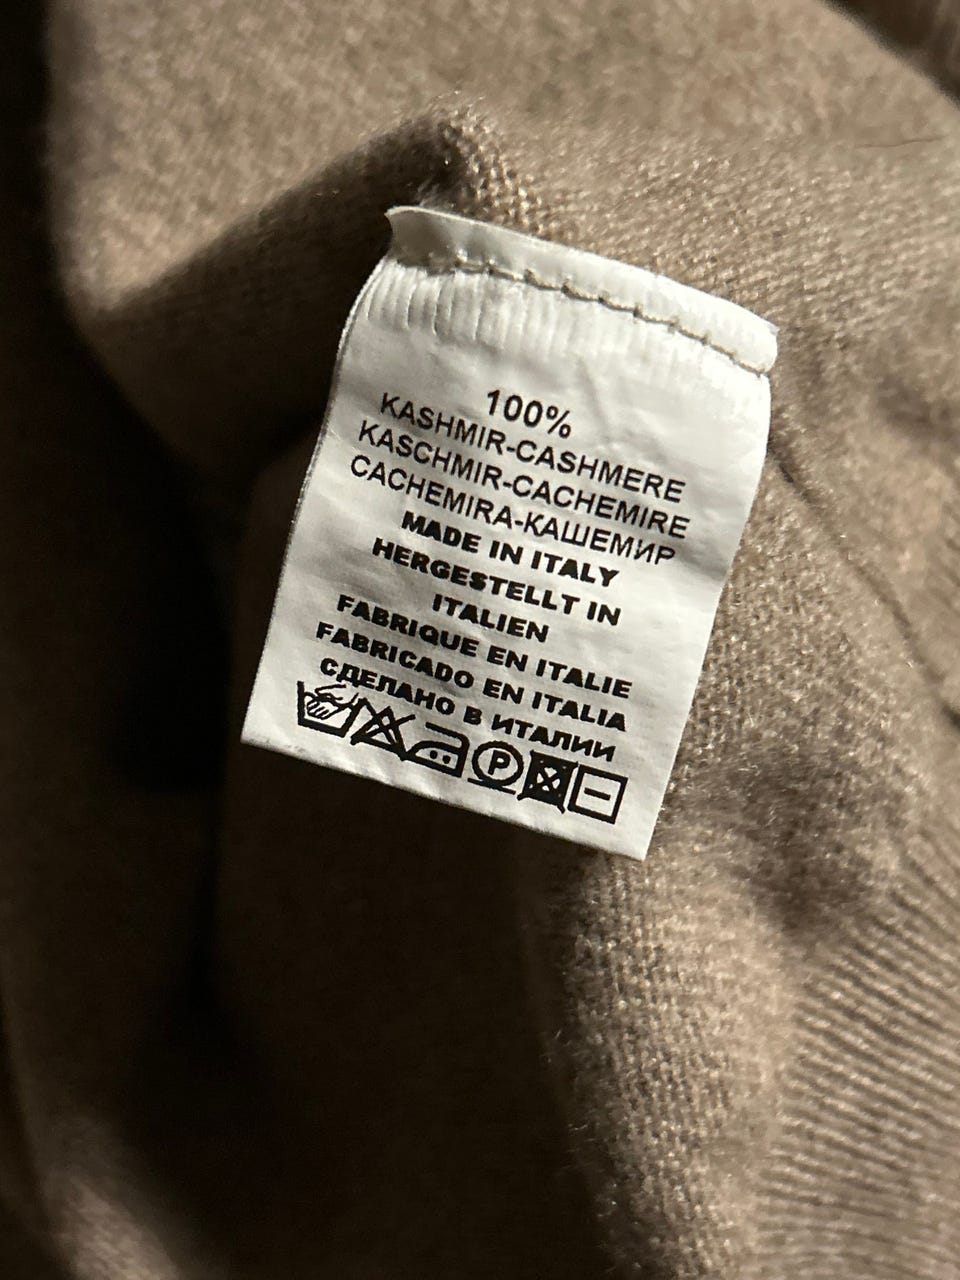 100%
KASHMIR-CASHMERE
KASCHMIR-CACHEMIRE
CACHEMIRA-КАШЕМИР
MADE IN ITALY
HERGESTELLT IN
ITALIEN
FABRIQUE EN ITALIE
FABRICADO EN ITALIA
СДЕЛАНО В ИТАЛИИ
P